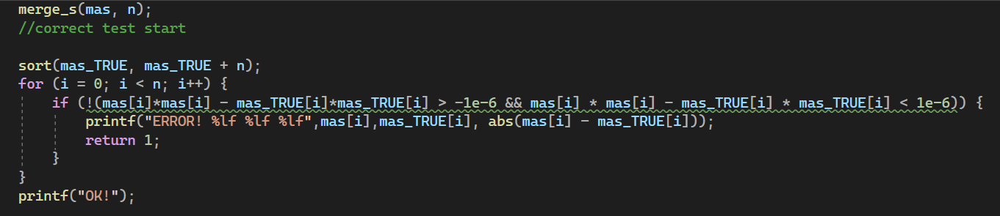 merge_s(mas, n);
//correct test start
sort(mas_TRUE, mas_TRUE + n);
for (i = 0; i < n; i++) {
if (!(mas[i]*mas[i] - mas_TRUE[i]*mas_TRUE[i] > -1e-6 && mas[i] * mas[i] - mas_TRUE[i] * mas_TRUE[i] < 1e-6)) {
printf("ERROR! %lf %lf %lf",mas[i],mas_TRUE[i], abs(mas[i] - mas_TRUE[i]));
return 1;
}
}
printf("OK!");